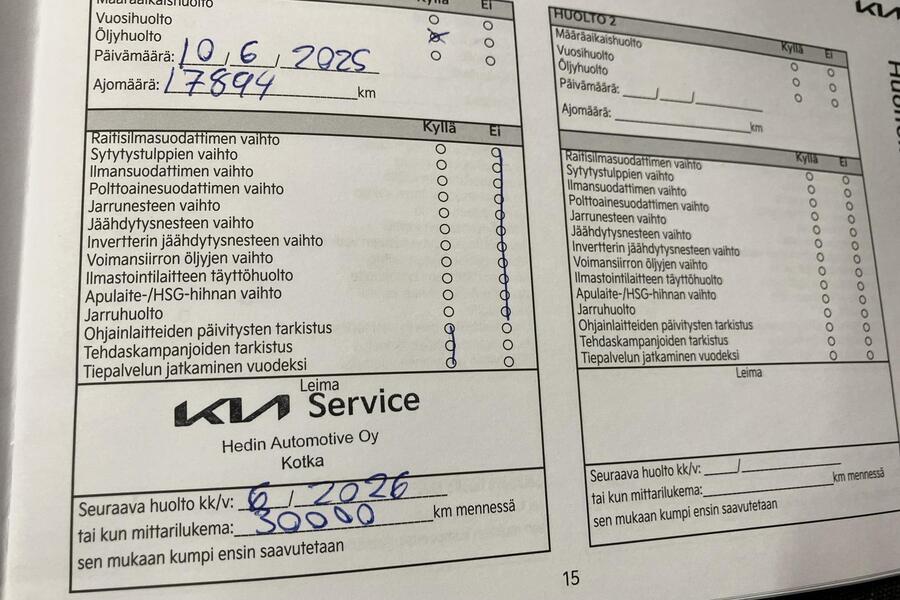 Määräaikaishuolto
Kyllä Ei
Vuosihuolto
Öljyhuolto
Päivämäärä: 10 / 6 / 2025
Ajomäärä: 17894 km
Kyllä Ei
Raitisilmasuodattimen vaihto
Sytytystulppien vaihto
Ilmansuodattimen vaihto
Polttoainesuodattimen vaihto
Jarrunesteen vaihto
Jäähdytysnesteen vaihto
Invertterin jäähdytysnesteen vaihto
Voimansiirron öljyjen vaihto
Ilmastointilaitteen täyttöhuolto
Apulaite-/HSG-hihnan vaihto
Jarruhuolto
Ohjainlaitteiden päivitysten tarkistus
Tehdaskampanjoiden tarkistus
Tiepalvelun jatkaminen vuodeksi
Leima
KIA Service
Hedin Automotive Oy
Kotka
Seuraava huolto kk/v: 6 / 2026
tai kun mittarilukema: 30000 km mennessä
sen mukaan kumpi ensin saavutetaan
HUOLTO 2
Kyllä Ei
Määräaikaishuolto
Vuosihuolto
Öljyhuolto
Päivämäärä: / /
Ajomäärä: km
Kyllä Ei
Raitisilmasuodattimen vaihto
Sytytystulppien vaihto
Ilmansuodattimen vaihto
Polttoainesuodattimen vaihto
Jarrunesteen vaihto
Jäähdytysnesteen vaihto
Invertterin jäähdytysnesteen vaihto
Voimansiirron öljyjen vaihto
Ilmastointilaitteen täyttöhuolto
Apulaite-/HSG-hihnan vaihto
Jarruhuolto
Ohjainlaitteiden päivitysten tarkistus
Tehdaskampanjoiden tarkistus
Tiepalvelun jatkaminen vuodeksi
Leima
Seuraava huolto kk/v: /
tai kun mittarilukema: km mennessä
sen mukaan kumpi ensin saavutetaan
15
KIA